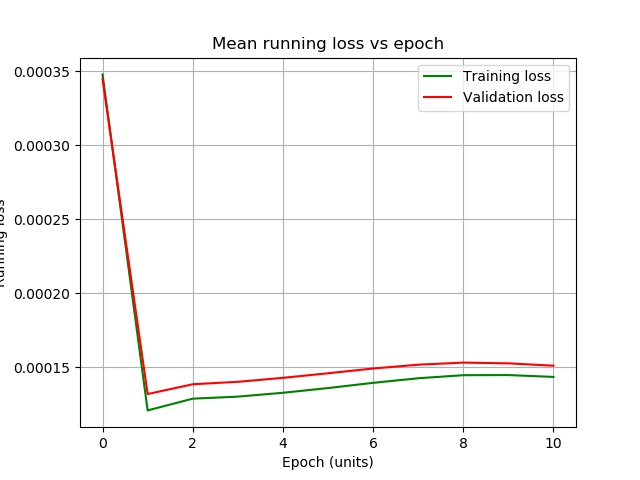 Mean running loss vs epoch
Training loss
Validation loss
0.00035
0.00030
0.00025
0.00020
0.00015
Running loss
0 2 4 6 8 10
Epoch (units)